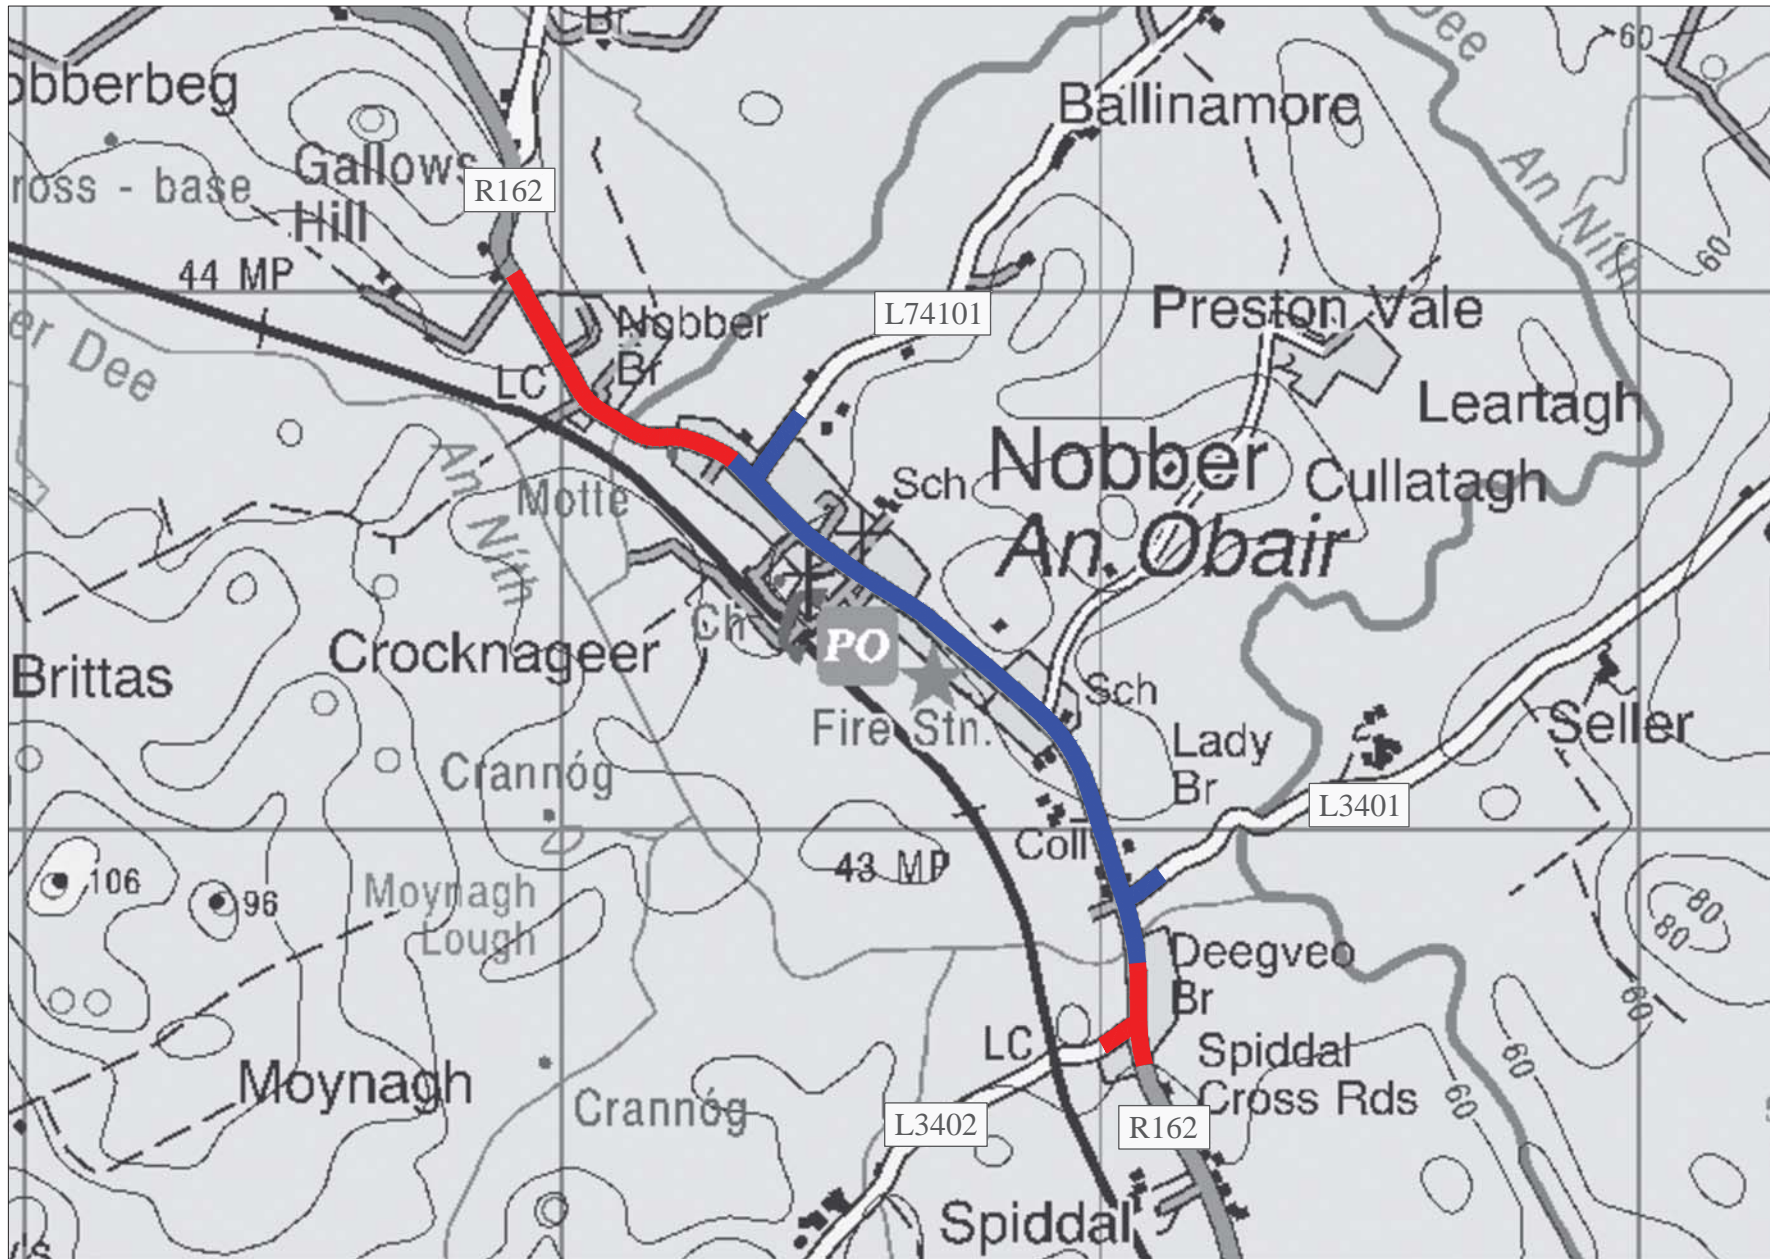 Br
Dee
60
obberbeg
Ballinamore
Gallows
Hill
ross - base
R162
An Níth
60
44 MP
L74101
Preston Vale
er Dee
Nobber
Br
LC
Leartagh
An Níth
Motte
Sch
Nobber
An Obair
Cullatagh
Ch
PO
Crocknageer
Brittas
Sch
Fire Stn.
Seller
Lady
Br
Crannóg
L3401
Coll
43 MP
106
96
Moynagh
Lough
80
80
Deegveo
Br
60
LC
Spiddal
Cross Rds
60
60
Moynagh
Crannóg
L3402
R162
Spiddal